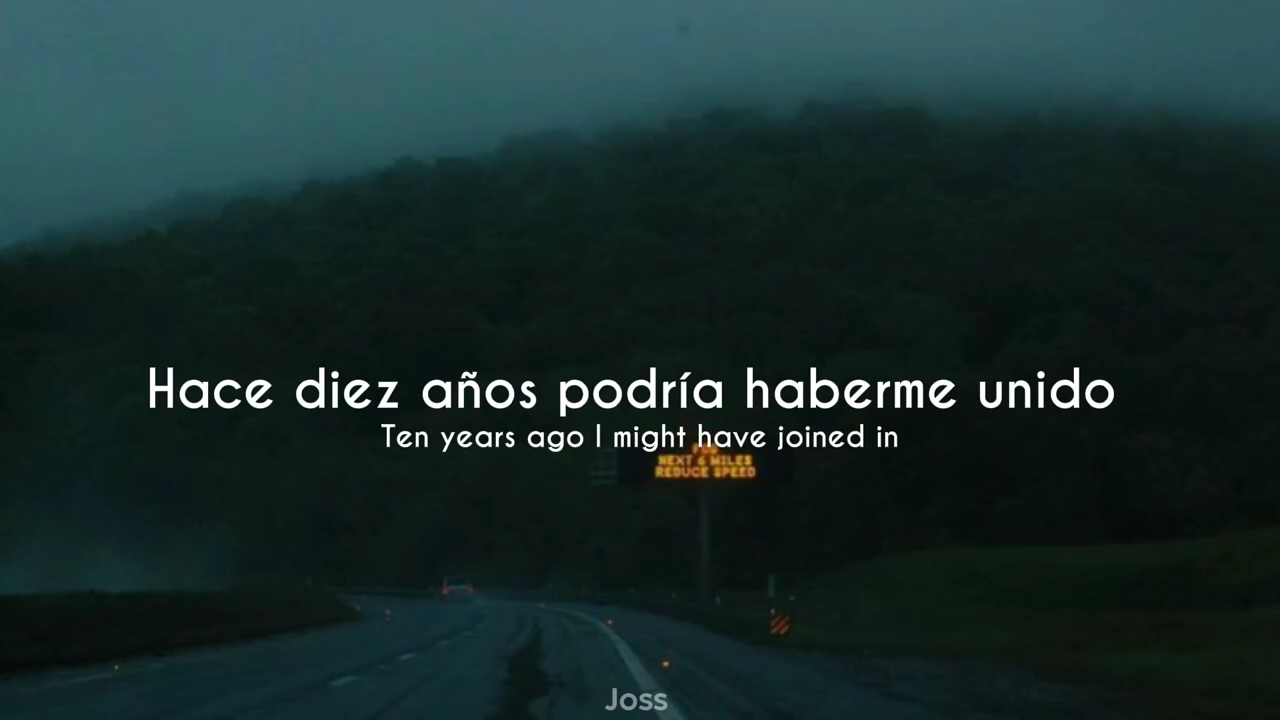 Hace diez años podría haberme unido
Ten years ago I might have joined in
FOG
NEXT 6 MILES
REDUCE SPEED
Joss